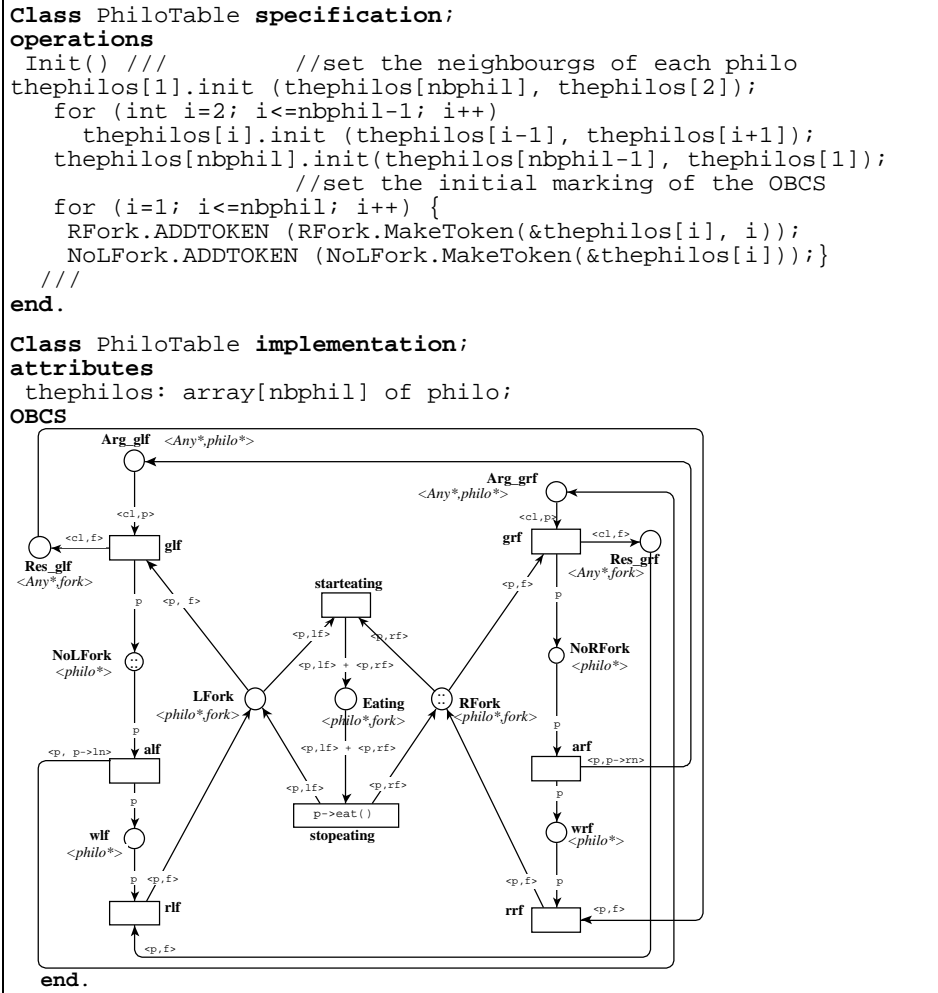 Class PhiloTable specification;
operations
Init() /// //set the neighbourgs of each philo
thephilos[1].init (thephilos[nbphil], thephilos[2]);
for (int i=2; i<=nbphil-1; i++)
thephilos[i].init (thephilos[i-1], thephilos[i+1]);
thephilos[nbphil].init(thephilos[nbphil-1], thephilos[1]);
//set the initial marking of the OBCS
for (i=1; i<=nbphil; i++) {
RFork.ADDTOKEN (RFork.MakeToken(&thephilos[i], i));
NoLFork.ADDTOKEN (NoLFork.MakeToken(&thephilos[i]));}
///
end.
Class PhiloTable implementation;
attributes
thephilos: array[nbphil] of philo;
OBCS
Arg_glf <Any*,philo*>
Arg_grf
<Any*,philo*>
<cl,p>
<cl,p>
<cl,f>
glf
grf
<cl,f>
Res_glf
<Any*,fork>
Res_grf
<Any*,fork>
starteating
p
<p, f>
<p,f>
p
<p,lf>
<p,rf>
NoLFork
<philo*>
<p,lf> + <p,rf>
NoRFork
<philo*>
LFork
<philo*,fork>
Eating
<philo*,fork>
RFork
<philo*,fork>
p
p
<p, p->ln>
alf
<p,lf> + <p,rf>
arf
<p,p->rn>
p
<p,lf>
<p,rf>
p
p->eat()
stopeating
wlf
<philo*>
wrf
<philo*>
p <p,f>
<p,f> p
rlf
rrf
<p,f>
<p,f>
end.